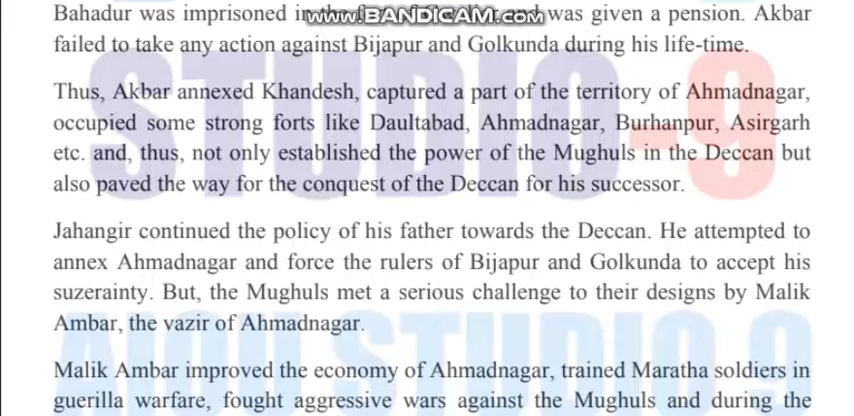 Bahadur was imprisoned in the www.BANDICAM.com and was given a pension. Akbar
failed to take any action against Bijapur and Golkunda during his life-time.
Thus, Akbar annexed Khandesh, captured a part of the territory of Ahmadnagar,
occupied some strong forts like Daultabad, Ahmadnagar, Burhanpur, Asirgarh
etc. and, thus, not only established the power of the Mughuls in the Deccan but
also paved the way for the conquest of the Deccan for his successor.
Jahangir continued the policy of his father towards the Deccan. He attempted to
annex Ahmadnagar and force the rulers of Bijapur and Golkunda to accept his
suzerainty. But, the Mughuls met a serious challenge to their designs by Malik
Ambar, the vazir of Ahmadnagar.
Malik Ambar improved the economy of Ahmadnagar, trained Maratha soldiers in
guerilla warfare, fought aggressive wars against the Mughuls and during the
STUDIO-9
AIOU STUDIO 9